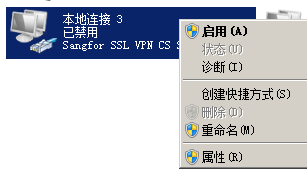 本地连接 3
已禁用
Sangfor SSL VPN CS S
启用(A)
状态(U)
诊断(I)
创建快捷方式(S)
删除(D)
重命名(M)
属性(R)